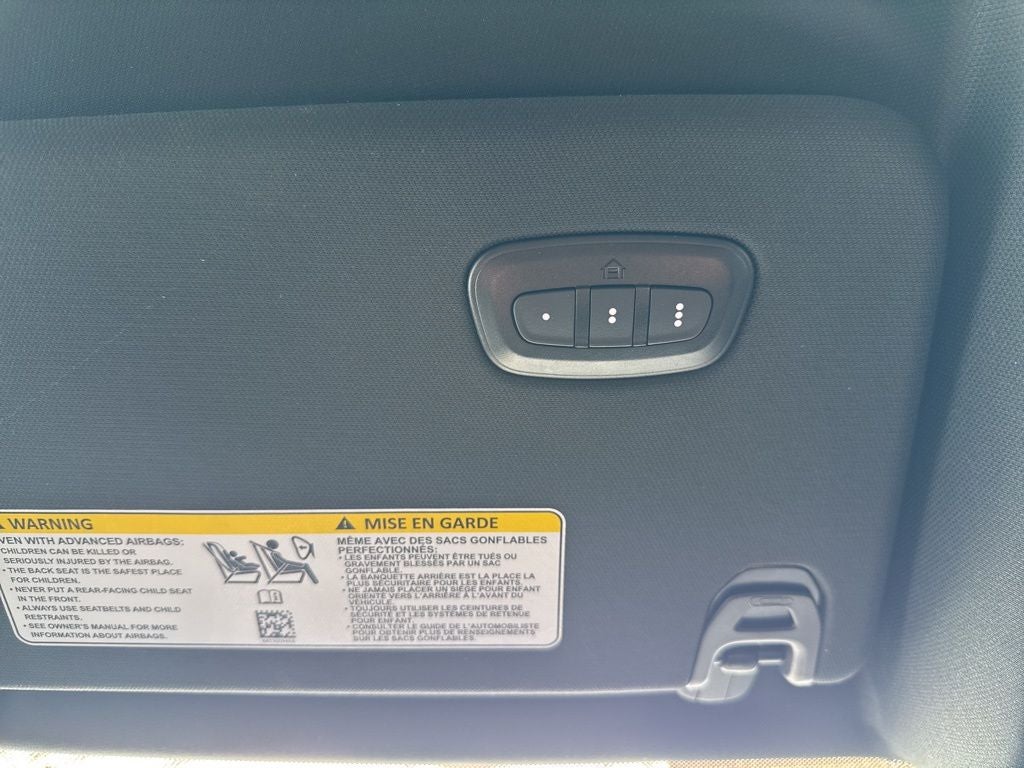 WARNING
VEN WITH ADVANCED AIRBAGS:
CHILDREN CAN BE KILLED OR
SERIOUSLY INJURED BY THE AIRBAG.
• THE BACK SEAT IS THE SAFEST PLACE
FOR CHILDREN.
• NEVER PUT A REAR-FACING CHILD SEAT
IN THE FRONT.
• ALWAYS USE SEATBELTS AND CHILD
RESTRAINTS.
• SEE OWNER'S MANUAL FOR MORE
INFORMATION ABOUT AIRBAGS.
MISE EN GARDE
MÊME AVEC DES SACS GONFLABLES
PERFECTIONNÉS:
• LES ENFANTS PEUVENT ÊTRE TUÉS OU
GRAVEMENT BLESSÉS PAR UN SAC
GONFLABLE.
• LA BANQUETTE ARRIÈRE EST LA PLACE LA
PLUS SÉCURITAIRE POUR LES ENFANTS.
• NE JAMAIS PLACER UN SIÈGE POUR ENFANT
ORIENTÉ VERS L'ARRIÈRE À L'AVANT DU
VÉHICULE.
• TOUJOURS UTILISER LES CEINTURES DE
SÉCURITÉ ET LES SYSTÈMES DE RETENUE
POUR ENFANT.
• CONSULTER LE GUIDE DE L'AUTOMOBILISTE
POUR OBTENIR PLUS DE RENSEIGNEMENTS
SUR LES SACS GONFLABLES.